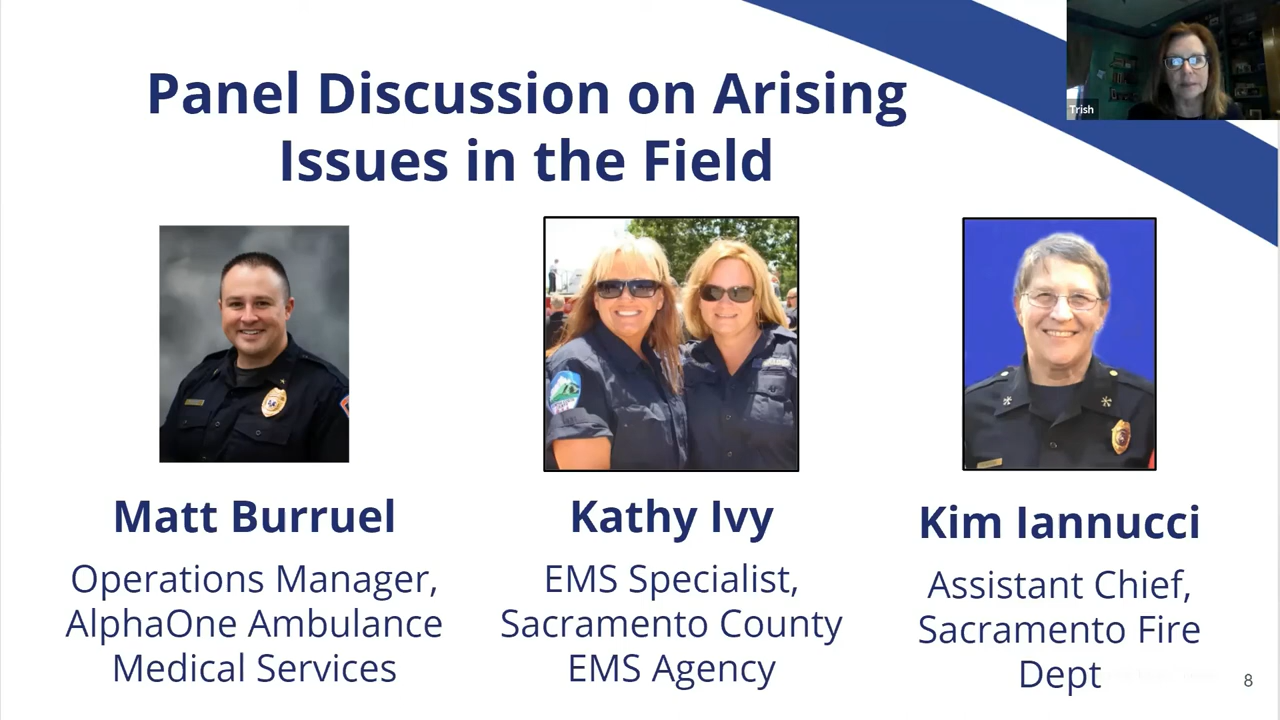 Panel Discussion on Arising
Issues in the Field
Trish
Matt Burruel
Operations Manager,
AlphaOne Ambulance
Medical Services
Kathy Ivy
EMS Specialist,
Sacramento County
EMS Agency
Kim Iannucci
Assistant Chief,
Sacramento Fire
Dept
8